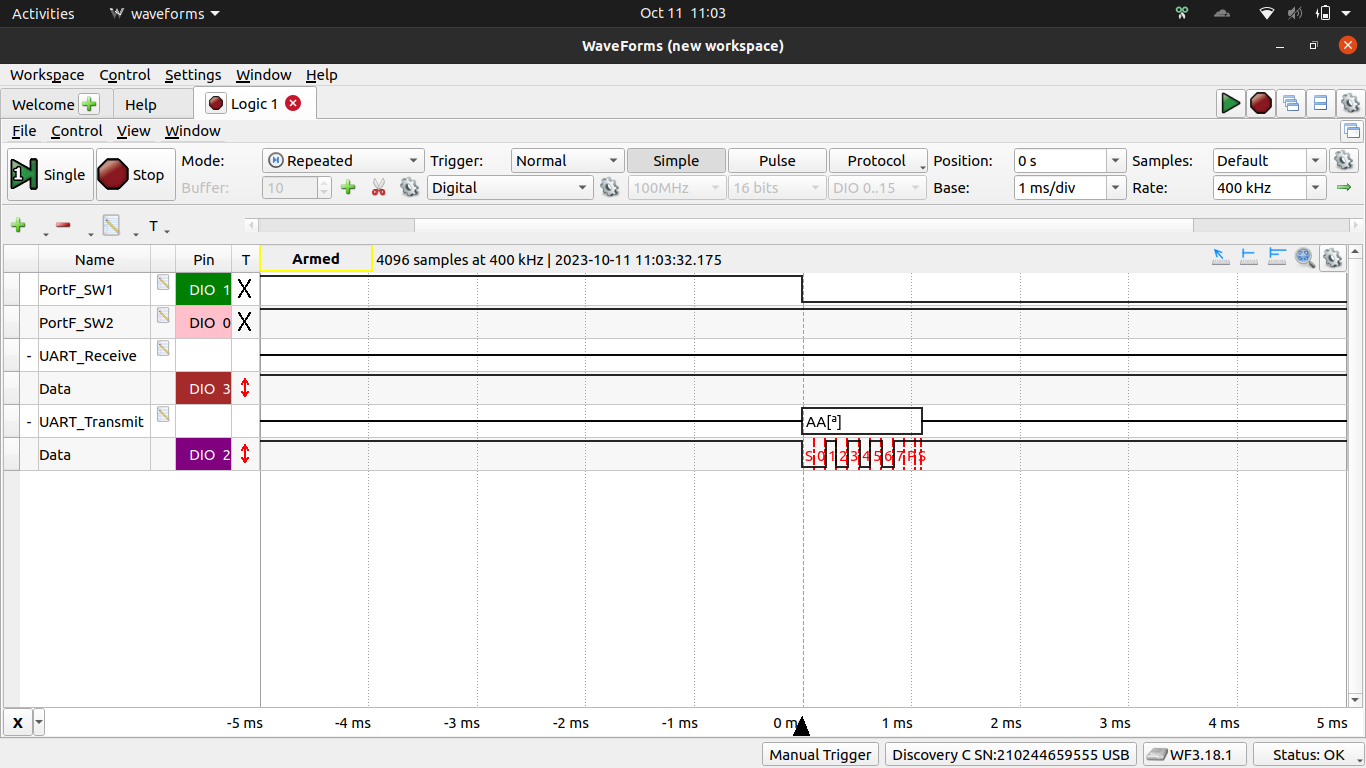 Activities waveforms Oct 11 11:03
WaveForms (new workspace)
Workspace Control Settings Window Help
Welcome Help Logic 1
File Control View Window
Single Stop Mode: Repeated Trigger: Normal Simple Pulse Protocol Position: 0 s Samples: Default
Buffer: 10 Digital 100MHz 16 bits DIO 0..15 Base: 1 ms/div Rate: 400 kHz
T
Name Pin T Armed 4096 samples at 400 kHz | 2023-10-11 11:03:32.175
PortF_SW1 DIO 1 X
PortF_SW2 DIO 0 X
- UART_Receive
Data DIO 3
- UART_Transmit AA[ª]
Data DIO 2 S 0 1 2 3 4 5 6 7 P S
X -5 ms -4 ms -3 ms -2 ms -1 ms 0 ms 1 ms 2 ms 3 ms 4 ms 5 ms
Manual Trigger Discovery C SN:210244659555 USB WF3.18.1 Status: OK